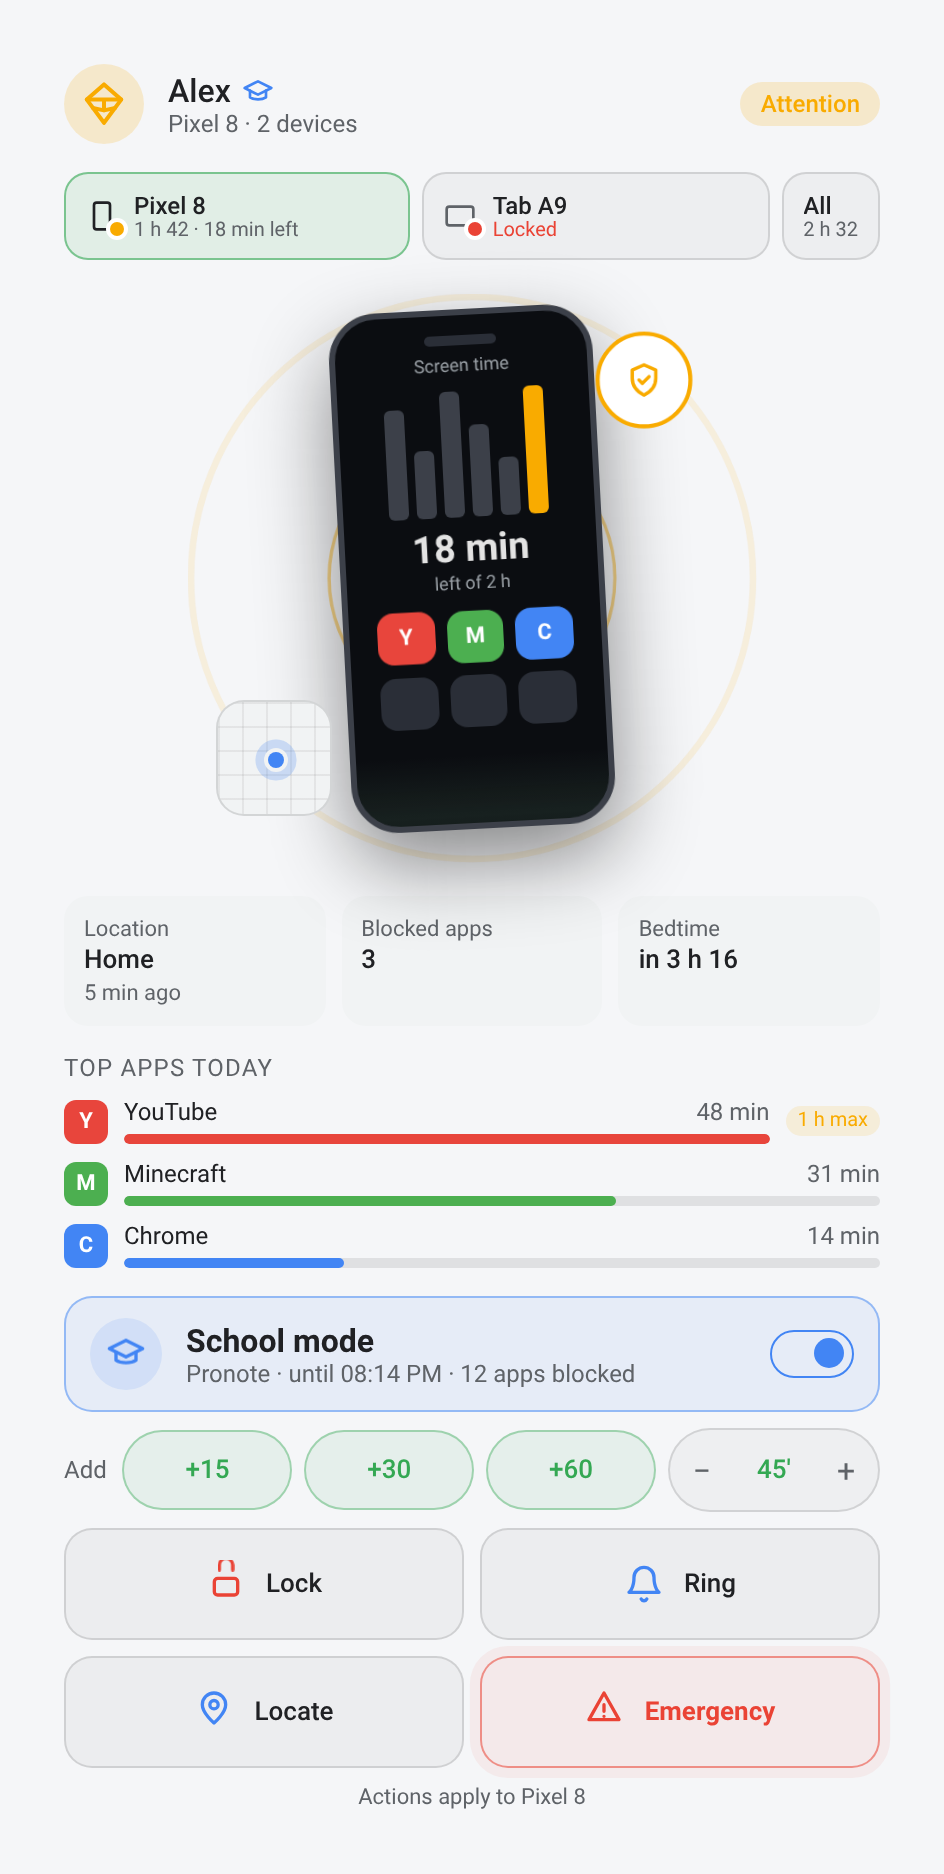 Alex
Pixel 8 · 2 devices
Attention
Pixel 8
1 h 42 · 18 min left
Tab A9
Locked
All
2 h 32
Screen time
18 min
left of 2 h
Y M C
Location
Home
5 min ago
Blocked apps
3
Bedtime
in 3 h 16
TOP APPS TODAY
Y YouTube 48 min 1 h max
M Minecraft 31 min
C Chrome 14 min
School mode
Pronote · until 08:14 PM · 12 apps blocked
Add +15 +30 +60 − 45' +
Lock
Ring
Locate
Emergency
Actions apply to Pixel 8